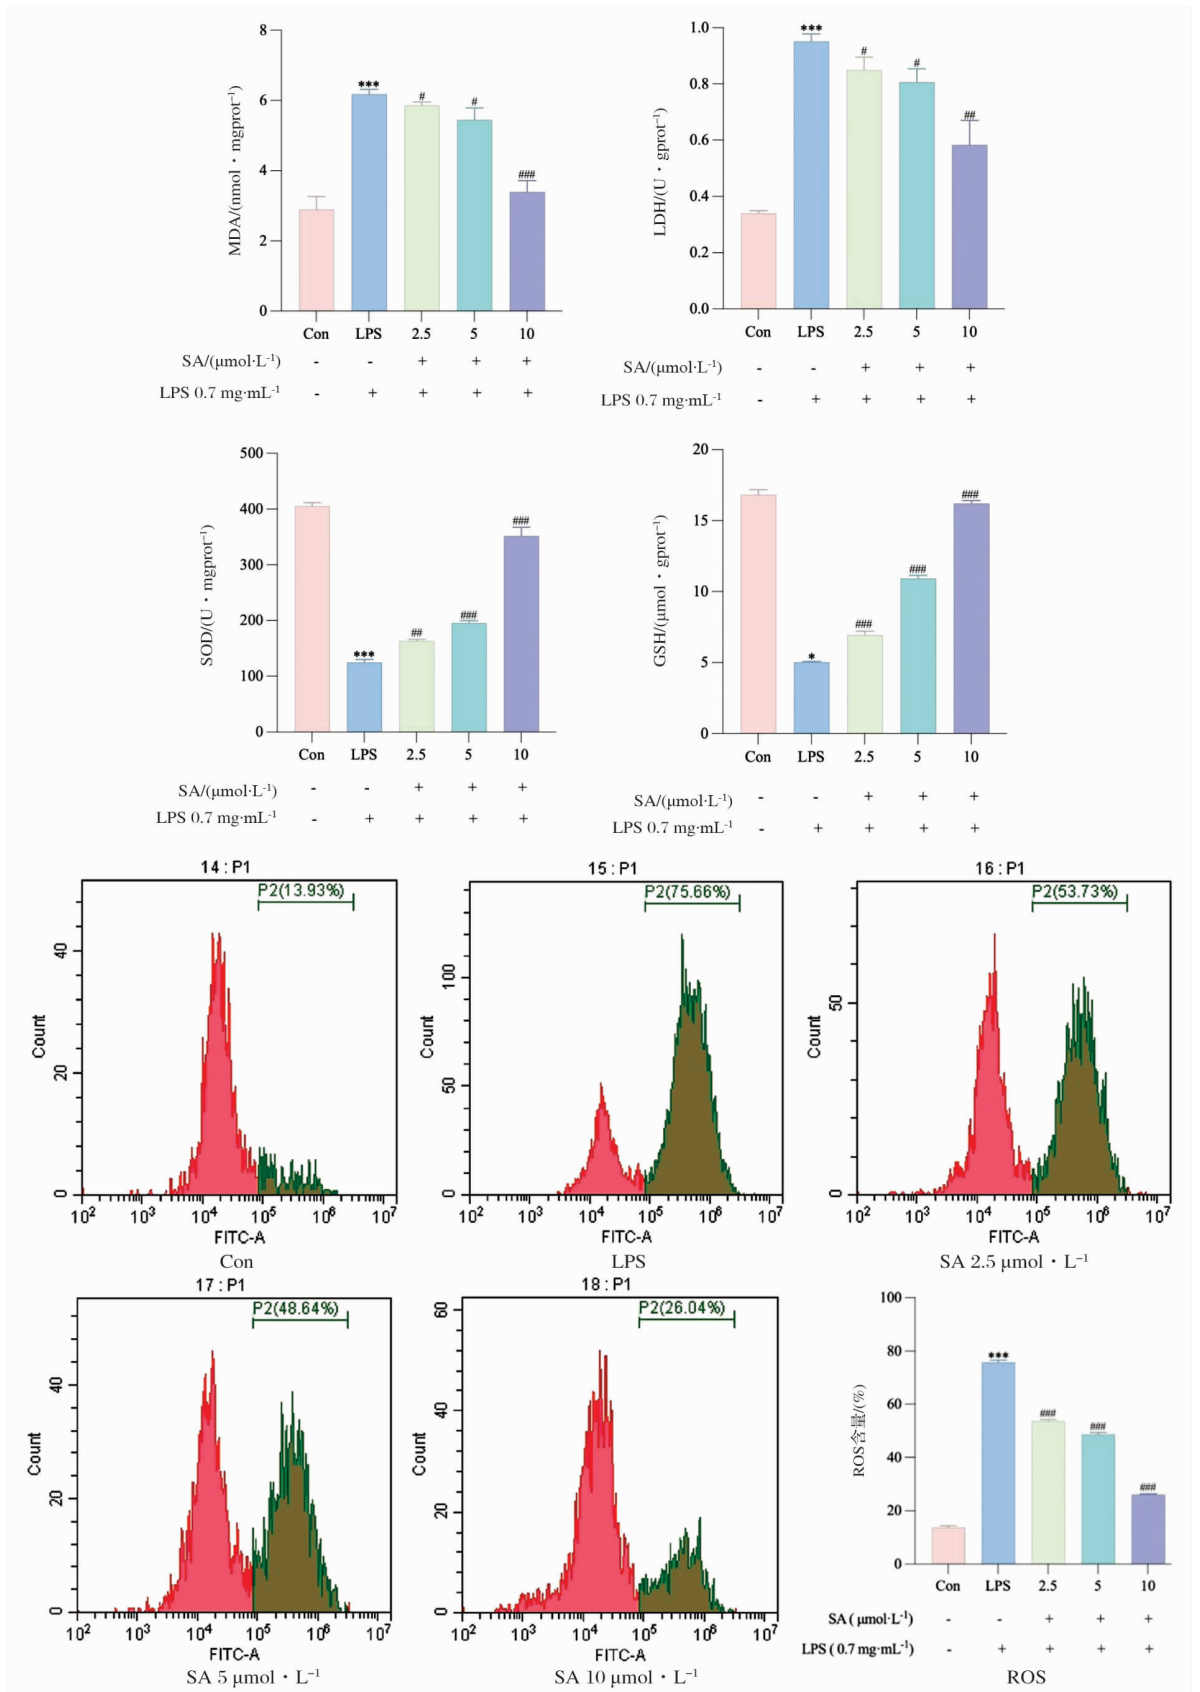 8
6
4
2
0
MDA/(nmol · mgprot⁻¹)
***
#
#
###
Con LPS 2.5 5 10
SA/(μmol·L⁻¹) - - + + +
LPS 0.7 mg·mL⁻¹ - + + + +
1.0
0.8
0.6
0.4
0.2
0.0
LDH/(U · gprot⁻¹)
***
#
#
##
Con LPS 2.5 5 10
SA/(μmol·L⁻¹) - - + + +
LPS 0.7 mg·mL⁻¹ - + + + +
500
400
300
200
100
0
SOD/(U · mgprot⁻¹)
***
##
###
###
Con LPS 2.5 5 10
SA/(μmol·L⁻¹) - - + + +
LPS 0.7 mg·mL⁻¹ - + + + +
20
15
10
5
0
GSH/(μmol · gprot⁻¹)
*
###
###
###
Con LPS 2.5 5 10
SA/(μmol·L⁻¹) - - + + +
LPS 0.7 mg·mL⁻¹ - + + + +
14 : P1
P2(13.93%)
Count
40
20
0
10² 10³ 10⁴ 10⁵ 10⁶ 10⁷
FITC-A
Con
15 : P1
P2(75.66%)
Count
100
50
0
10² 10³ 10⁴ 10⁵ 10⁶ 10⁷
FITC-A
LPS
16 : P1
P2(53.73%)
Count
50
0
10² 10³ 10⁴ 10⁵ 10⁶ 10⁷
FITC-A
SA 2.5 μmol · L⁻¹
17 : P1
P2(48.64%)
Count
40
20
0
10² 10³ 10⁴ 10⁵ 10⁶ 10⁷
FITC-A
SA 5 μmol · L⁻¹
18 : P1
P2(26.04%)
Count
60
40
20
0
10² 10³ 10⁴ 10⁵ 10⁶ 10⁷
FITC-A
SA 10 μmol · L⁻¹
100
80
60
40
20
0
ROS含量/(%)
***
###
###
###
Con LPS 2.5 5 10
SA ( μmol·L⁻¹) - - + + +
LPS ( 0.7 mg·mL⁻¹) - + + + +
ROS